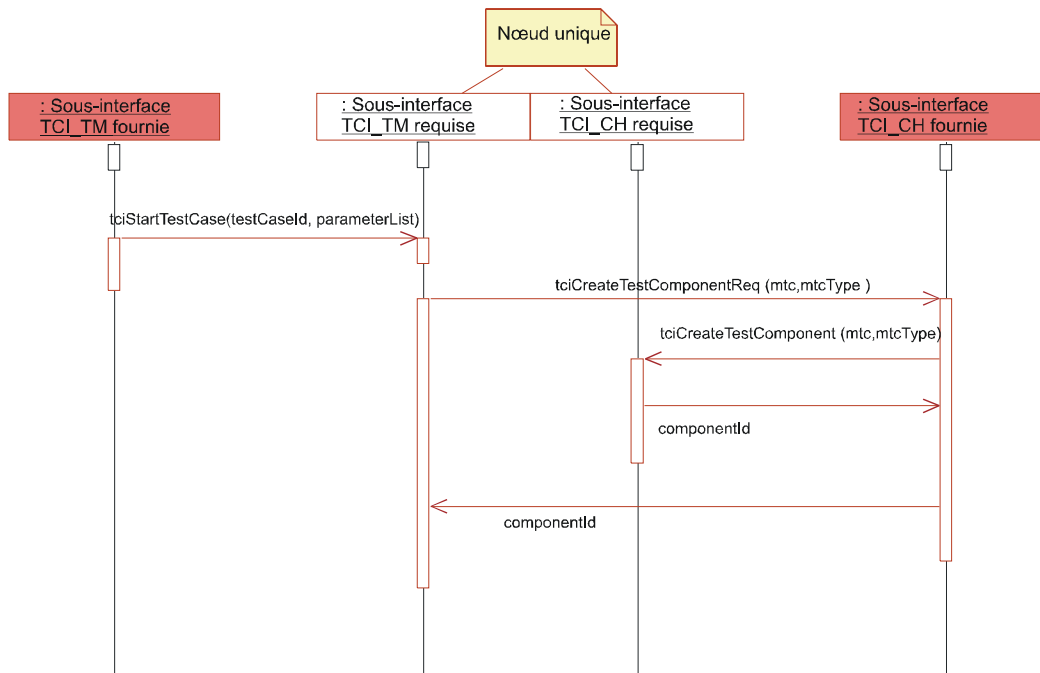 Nœud unique
: Sous-interface
TCI_TM fournie
: Sous-interface
TCI_TM requise
: Sous-interface
TCI_CH requise
: Sous-interface
TCI_CH fournie
tciStartTestCase(testCaseId, parameterList)
tciCreateTestComponentReq (mtc,mtcType )
tciCreateTestComponent (mtc,mtcType)
componentId
componentId